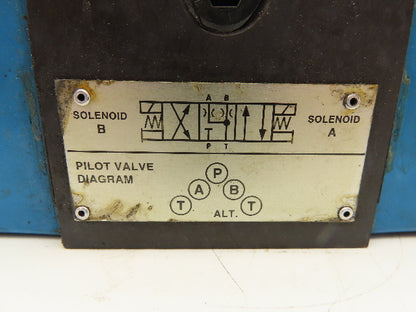 A B
SOLENOID B
SOLENOID A
P T
PILOT VALVE
DIAGRAM
P
A B
T T
ALT.